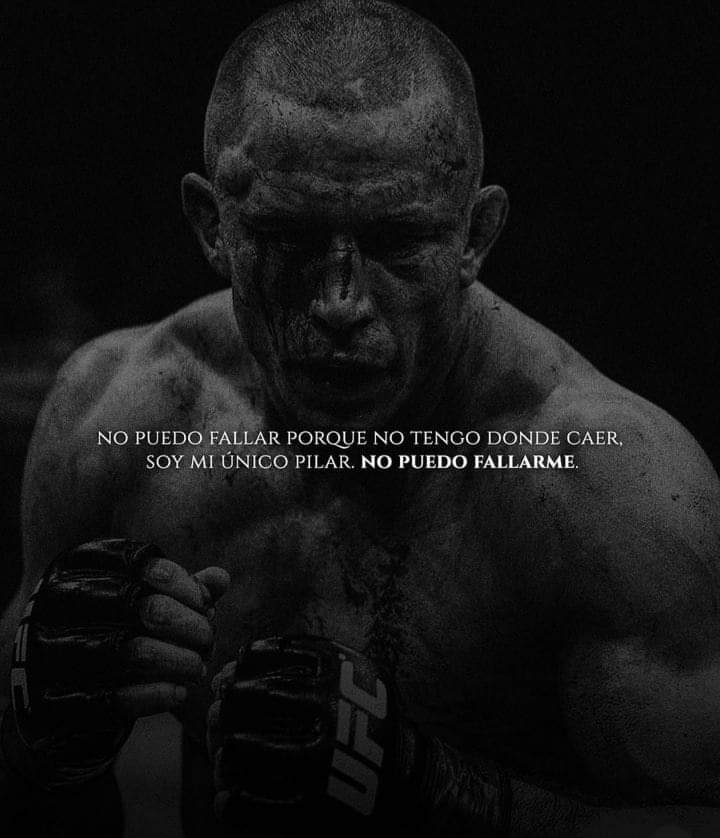 NO PUEDO FALLAR PORQUE NO TENGO DONDE CAER,
SOY MI ÚNICO PILAR. NO PUEDO FALLARME.
UFC